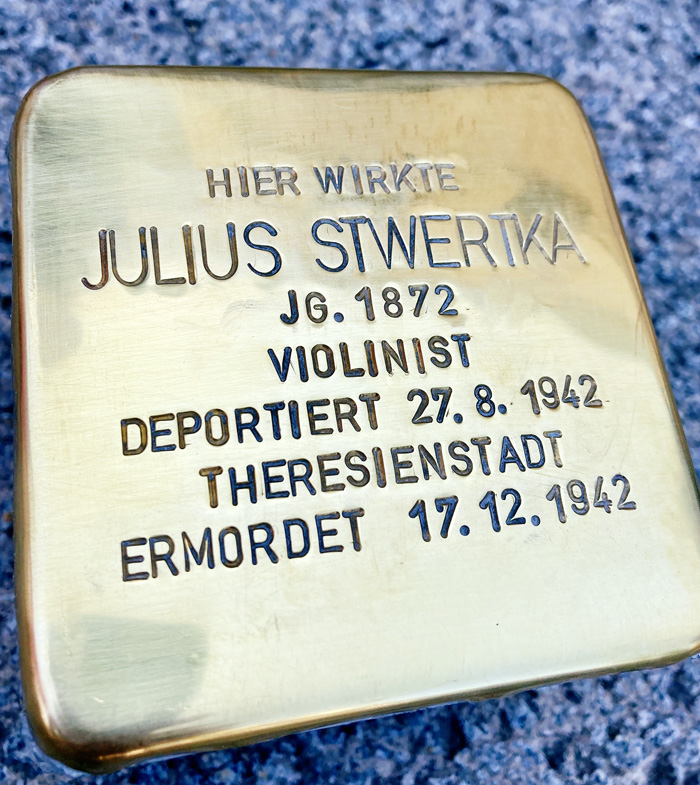 HIER WIRKTE
JULIUS STWERTKA
JG. 1872
VIOLINIST
DEPORTIERT 27. 8. 1942
THERESIENSTADT
ERMORDET 17. 12. 1942